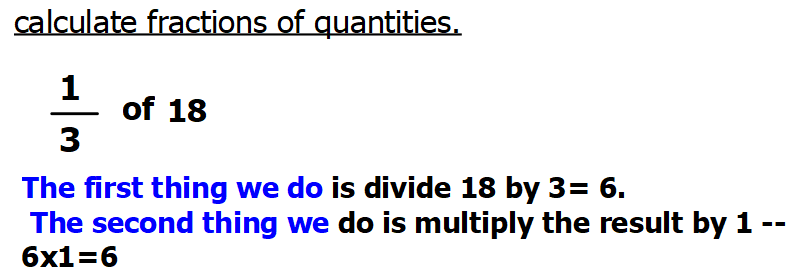 calculate fractions of quantities.
1
3
of 18
The first thing we do is divide 18 by 3= 6.
The second thing we do is multiply the result by 1 --
6x1=6